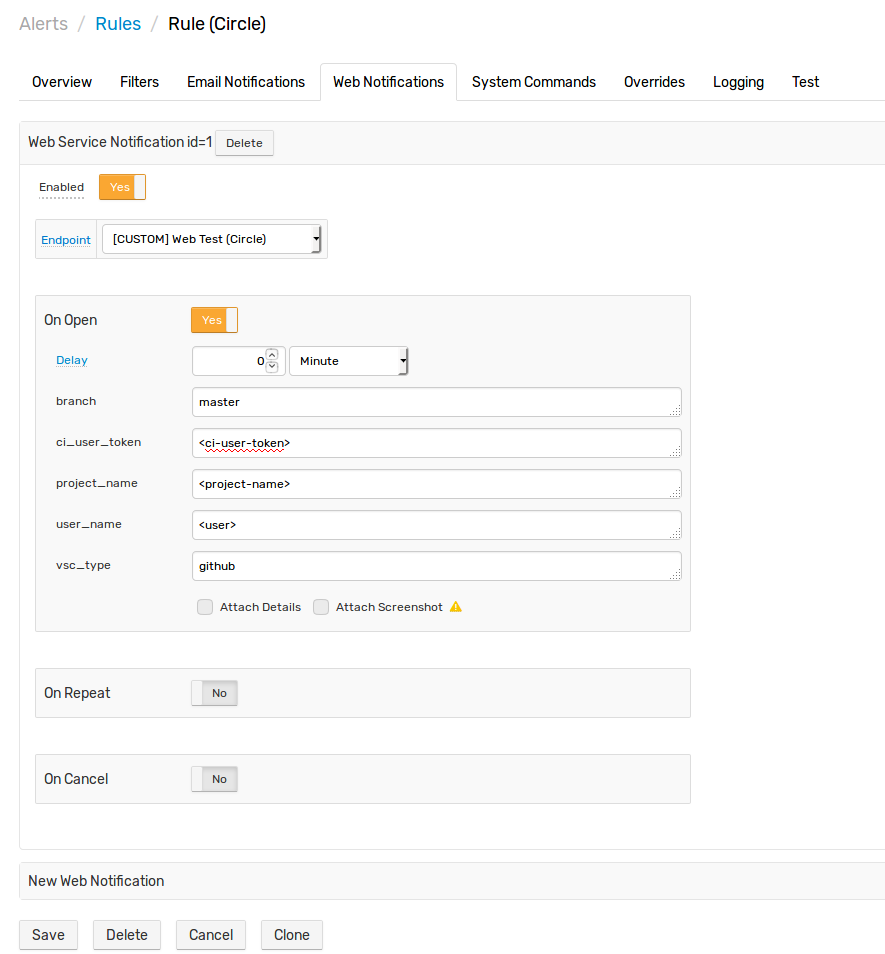 Alerts / Rules / Rule (Circle)
Overview Filters Email Notifications Web Notifications System Commands Overrides Logging Test
Web Service Notification id=1 Delete
Enabled Yes
Endpoint [CUSTOM] Web Test (Circle)
On Open Yes
Delay 0 Minute
branch master
ci_user_token <ci-user-token>
project_name <project-name>
user_name <user>
vsc_type github
Attach Details Attach Screenshot
On Repeat No
On Cancel No
New Web Notification
Save Delete Cancel Clone